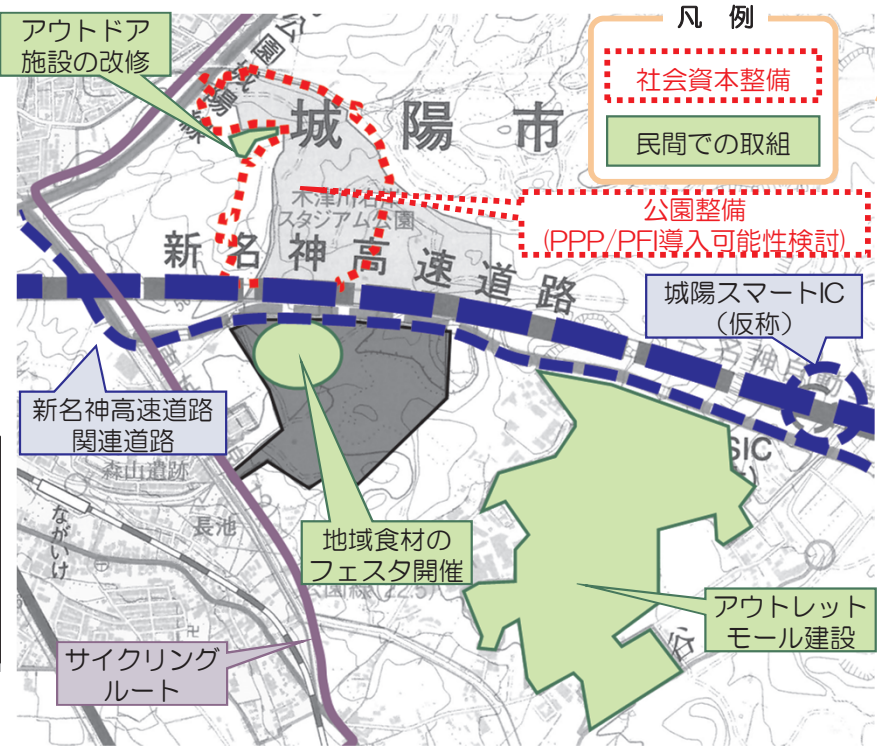 凡 例
社会資本整備
民間での取組
アウトドア
施設の改修
公園城陽線
城陽市
木津川右岸
スタジアム公園
公園整備
(PPP/PFI導入可能性検討)
新名神高速道路
城陽スマートIC
（仮称）
新名神高速道路
関連道路
SIC
森山遺跡
長池
ながいけ
地域食材の
フェスタ開催
アウトレット
モール建設
サイクリング
ルート